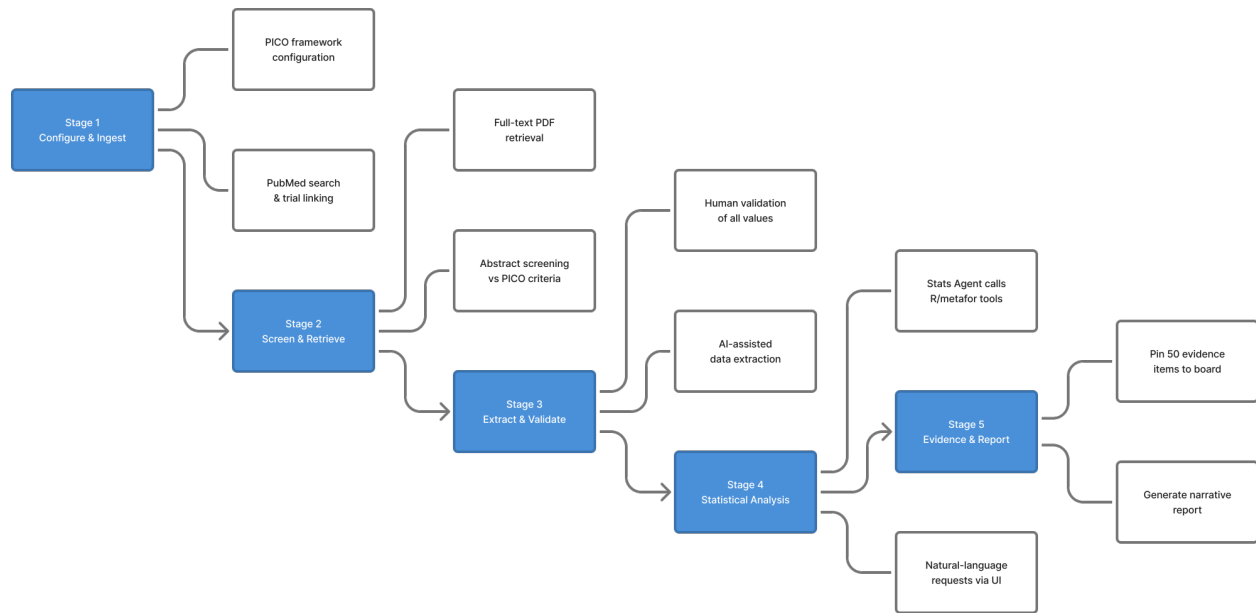 PICO framework
configuration
Stage 1
Configure & Ingest
Full-text PDF
retrieval
PubMed search
& trial linking
Human validation
of all values
Abstract screening
vs PICO criteria
Stats Agent calls
R/metafor tools
Stage 2
Screen & Retrieve
AI-assisted
data extraction
Pin 50 evidence
items to board
Stage 3
Extract & Validate
Stage 5
Evidence & Report
Stage 4
Statistical Analysis
Generate narrative
report
Natural-language
requests via UI